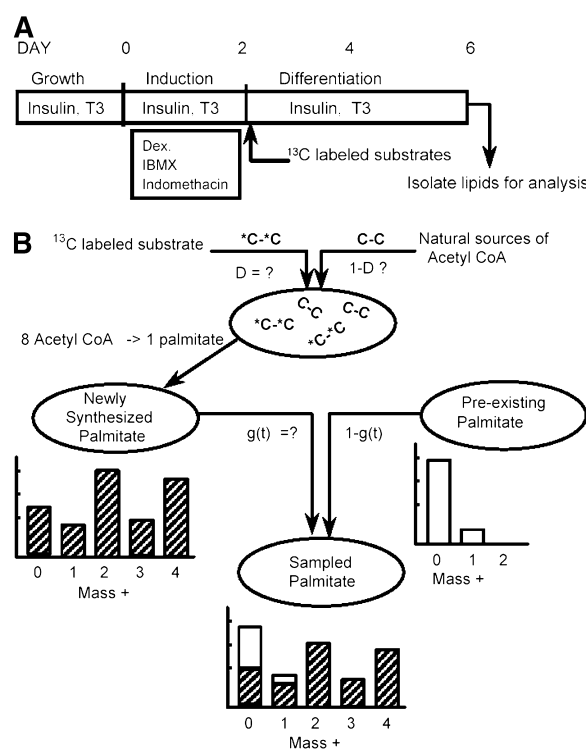 A
DAY 0 2 4 6
Growth Induction Differentiation
Insulin. T3 Insulin. T3 Insulin. T3
Dex.
IBMX
Indomethacin
¹³C labeled substrates
Isolate lipids for analysis
B
¹³C labeled substrate *C-*C C-C Natural sources of
Acetyl CoA
D = ? 1-D ?
C-C C-C
*C-*C *C-*C
8 Acetyl CoA -> 1 palmitate
Newly
Synthesized
Palmitate
g(t) =? 1-g(t)
Pre-existing
Palmitate
0 1 2 3 4
Mass +
0 1 2
Mass +
Sampled
Palmitate
0 1 2 3 4
Mass +